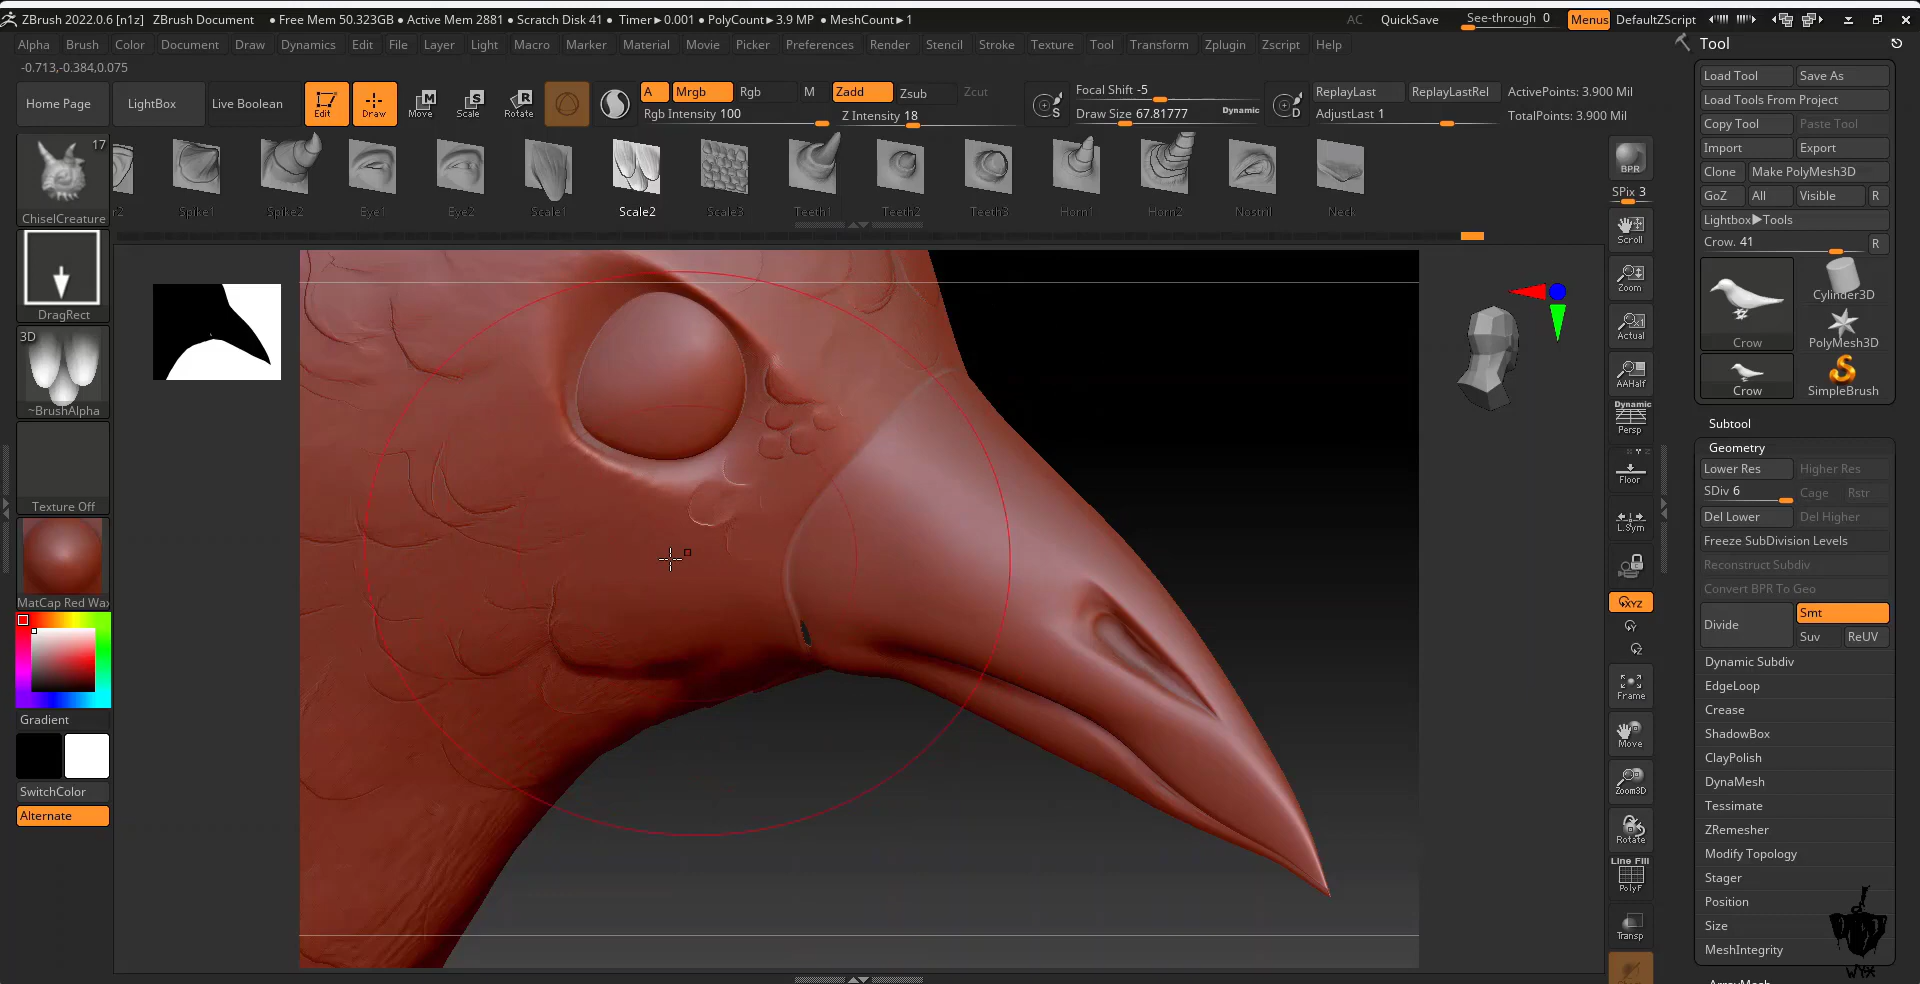 ZBrush 2022.0.6 [n1z] ZBrush Document • Free Mem 50.323GB • Active Mem 2881 • Scratch Disk 41 • Timer▸0.001 • PolyCount▸3.9 MP • MeshCount▸1 AC QuickSave See-through 0 Menus DefaultZScript
Alpha Brush Color Document Draw Dynamics Edit File Layer Light Macro Marker Material Movie Picker Preferences Render Stencil Stroke Texture Tool Transform Zplugin Zscript Help
Tool
-0.713,-0.384,0.075
Home Page LightBox Live Boolean Edit Draw Move Scale Rotate
A Mrgb Rgb M Zadd Zsub Zcut
Rgb Intensity 100 Z Intensity 18
S Focal Shift -5
Draw Size 67.81777 Dynamic
D ReplayLast ReplayLastRel ActivePoints: 3.900 Mil
AdjustLast 1 TotalPoints: 3.900 Mil
17
ChiselCreature
r2 Spike1 Spike2 Eye1 Eye2 Scale1 Scale2 Scale3 Teeth1 Teeth2 Teeth3 Horn1 Horn2 Nostril Neck
DragRect
3D
~BrushAlpha
Texture Off
MatCap Red Wax
Gradient
SwitchColor
Alternate
BPR
SPix 3
Scroll
Zoom
Actual
AAHalf
Dynamic
Persp
Floor
L.Sym
XYZ
Y
Z
Frame
Move
Zoom3D
Rotate
Line Fill
PolyF
Transp
Load Tool Save As
Load Tools From Project
Copy Tool Paste Tool
Import Export
Clone Make PolyMesh3D
GoZ All Visible R
Lightbox▸Tools
Crow. 41 R
Crow
Cylinder3D
PolyMesh3D
Crow
SimpleBrush
Subtool
Geometry
Lower Res Higher Res
SDiv 6 Cage Rstr
Del Lower Del Higher
Freeze SubDivision Levels
Reconstruct Subdiv
Convert BPR To Geo
Divide Smt
Suv ReUV
Dynamic Subdiv
EdgeLoop
Crease
ShadowBox
ClayPolish
DynaMesh
Tessimate
ZRemesher
Modify Topology
Stager
Position
Size
MeshIntegrity
WYX